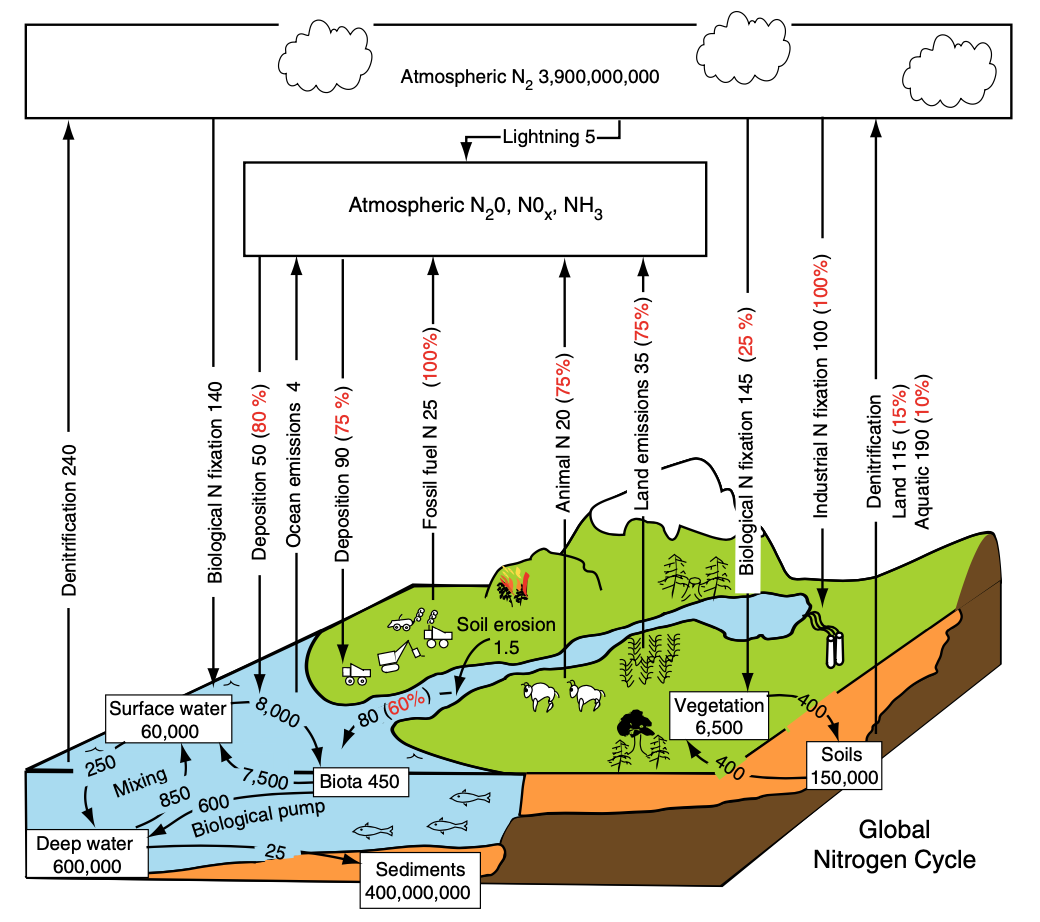 Atmospheric N2 3,900,000,000
Lightning 5
Atmospheric N20, N0x, NH3
Denitrification 240
Biological N fixation 140
Deposition 50 (80 %)
Ocean emissions 4
Deposition 90 (75 %)
Fossil fuel N 25 (100%)
Animal N 20 (75%)
Land emissions 35 (75%)
Biological N fixation 145 (25 %)
Industrial N fixation 100 (100%)
Denitrification
Land 115 (15%)
Aquatic 190 (10%)
Soil erosion
1.5
80 (60%)
Surface water
60,000
8,000
Vegetation
6,500
400
400
Soils
150,000
250
Mixing
850
7,500
Biota 450
600
Biological pump
Deep water
600,000
25
Sediments
400,000,000
Global
Nitrogen Cycle